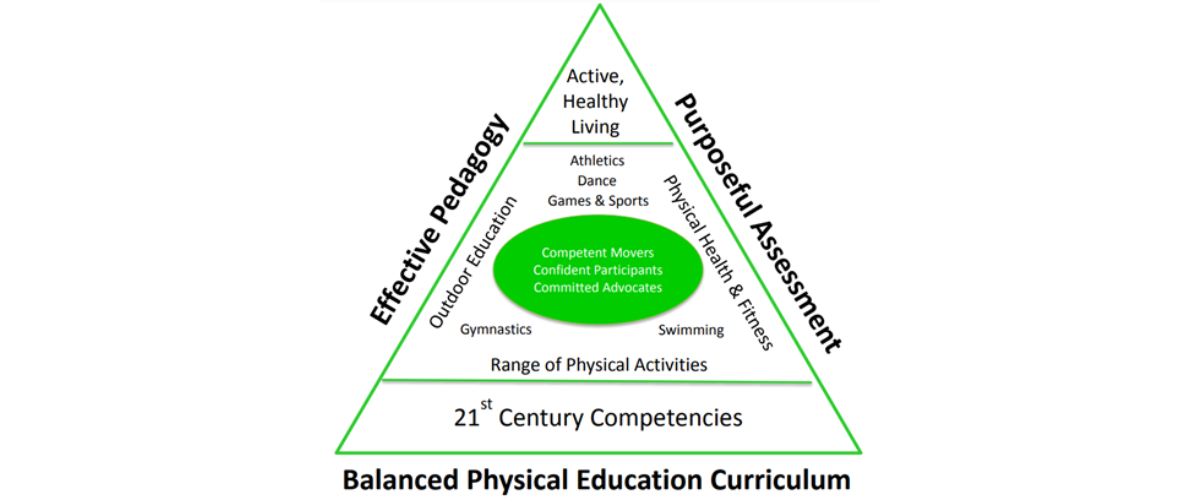 Active,
Healthy
Living
Effective Pedagogy
Purposeful Assessment
Athletics
Dance
Games & Sports
Outdoor Education
Physical Health & Fitness
Competent Movers
Confident Participants
Committed Advocates
Gymnastics
Swimming
Range of Physical Activities
21st Century Competencies
Balanced Physical Education Curriculum